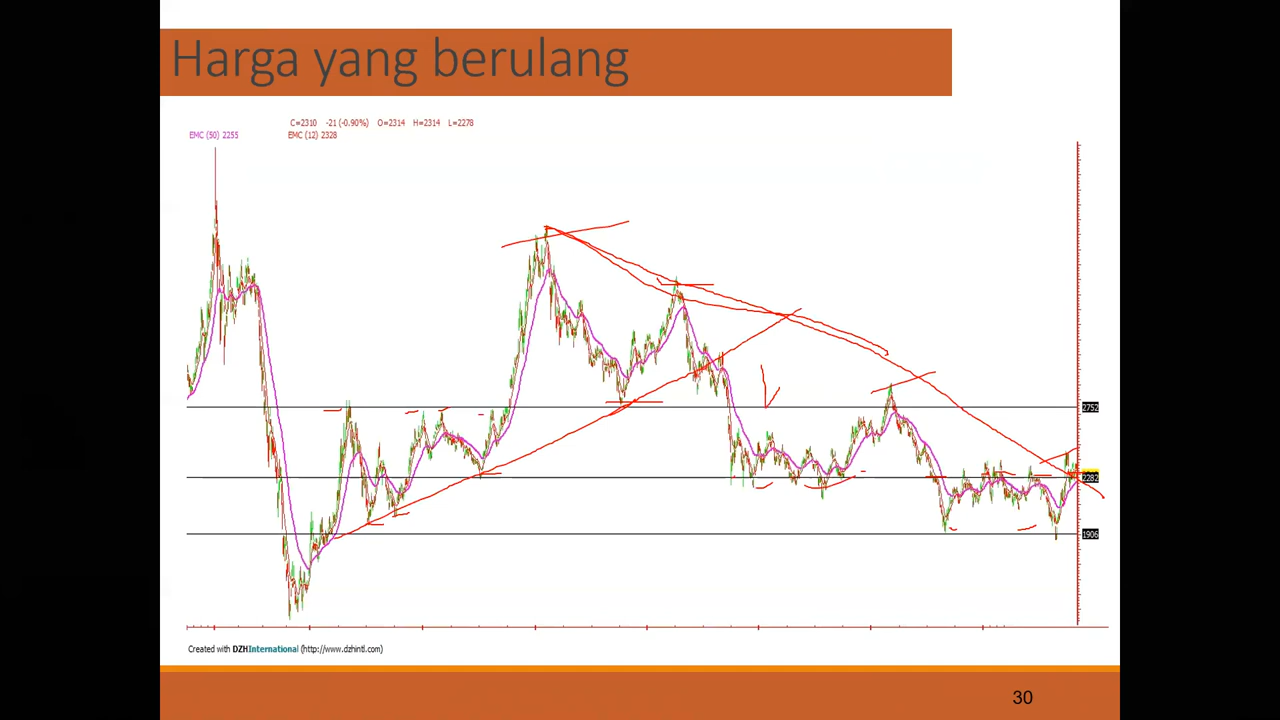 Harga yang berulang
C=2310 -21 (-0.90%) O=2314 H=2314 L=2278
EMC (50) 2255 EMC (12) 2328
2752
2282
1906
Created with DZHInternational (http://www.dzhintl.com)
30